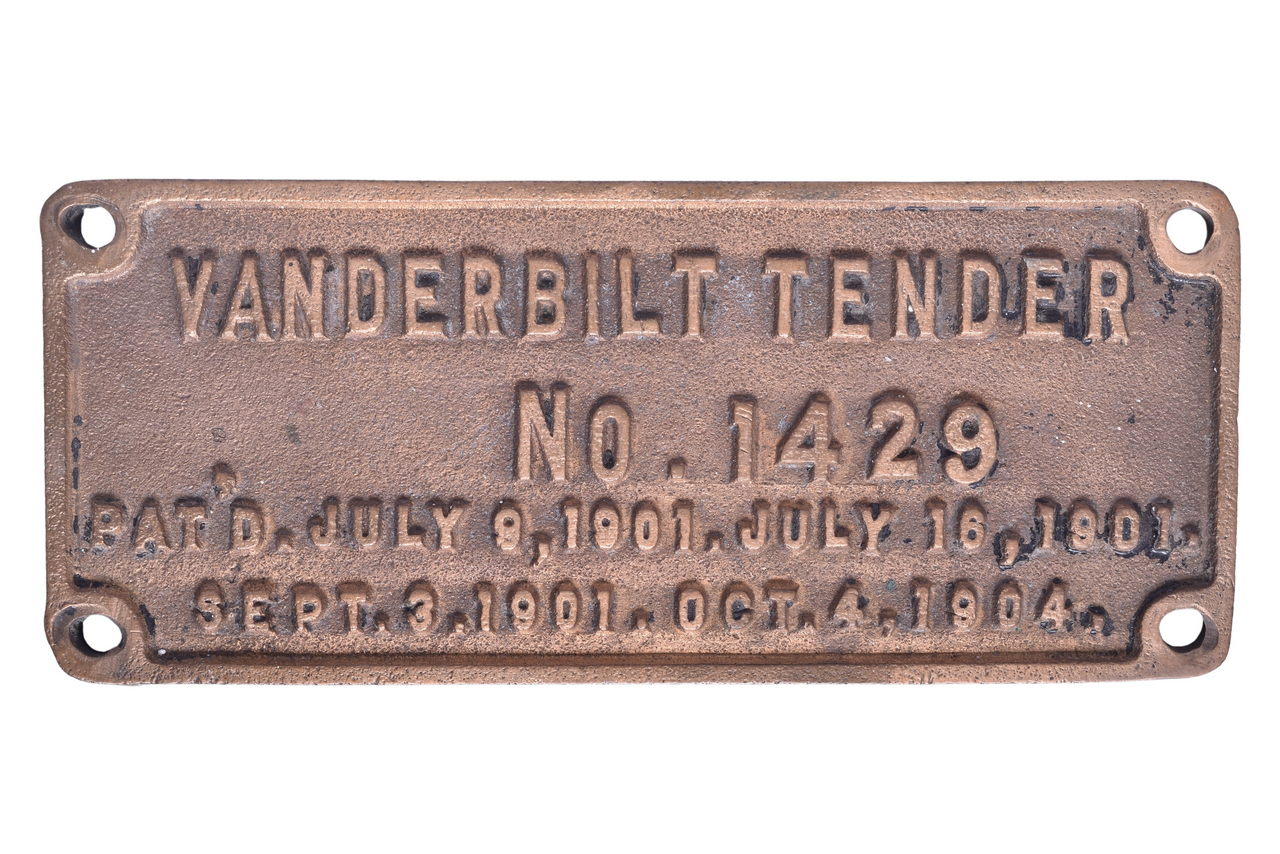 VANDERBILT TENDER
No. 1429
PAT'D. JULY 9, 1901. JULY 16, 1901.
SEPT. 3. 1901. OCT. 4, 1904.